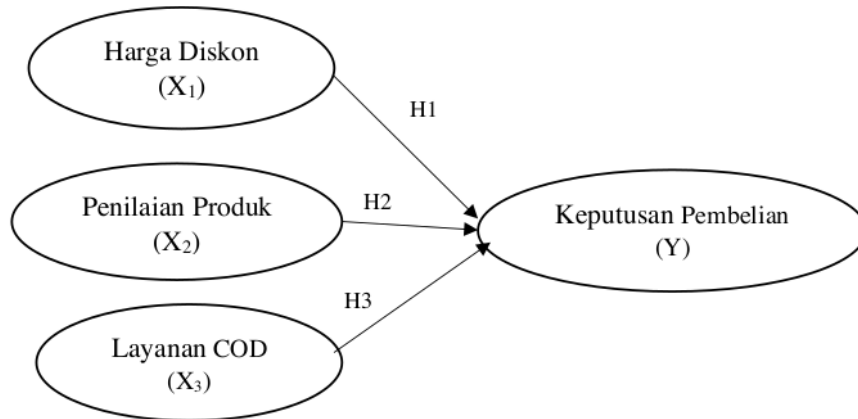 Harga Diskon
(X₁)
H1
Penilaian Produk
(X₂)
H2
Keputusan Pembelian
(Y)
H3
Layanan COD
(X₃)